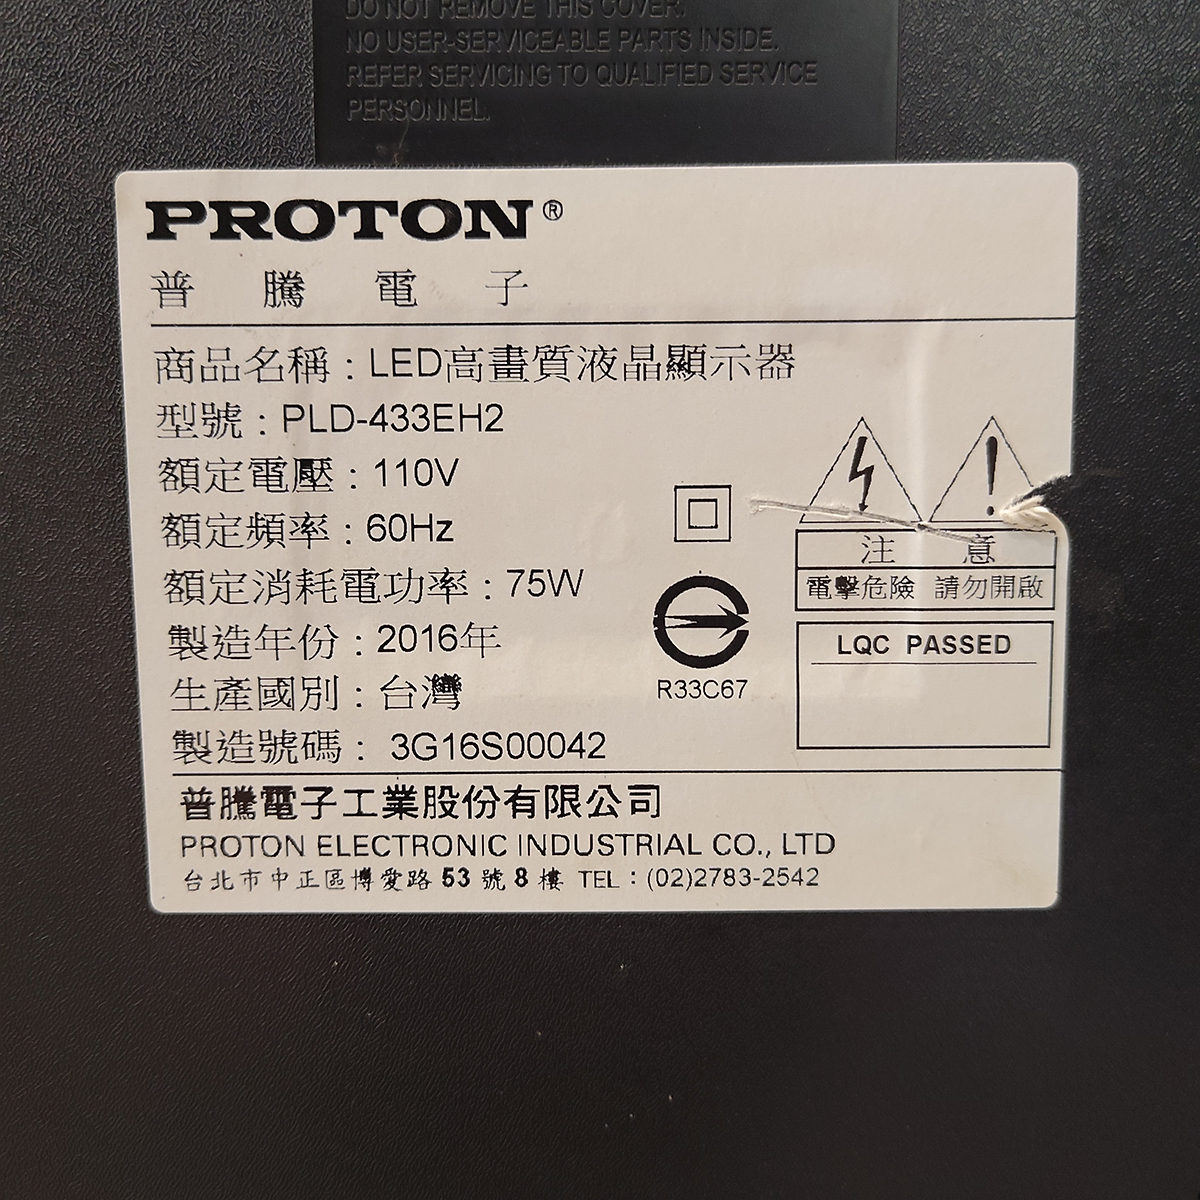 DO NOT REMOVE THIS COVER.
NO USER-SERVICEABLE PARTS INSIDE.
REFER SERVICING TO QUALIFIED SERVICE
PERSONNEL.
PROTON®
普騰電子
商品名稱：LED高畫質液晶顯示器
型號：PLD-433EH2
額定電壓：110V
額定頻率：60Hz
額定消耗電功率：75W
製造年份：2016年
生產國別：台灣
製造號碼：3G16S00042
R33C67
注意
電擊危險 請勿開啟
LQC PASSED
普騰電子工業股份有限公司
PROTON ELECTRONIC INDUSTRIAL CO., LTD
台北市中正區博愛路 53 號 8 樓 TEL：(02)2783-2542